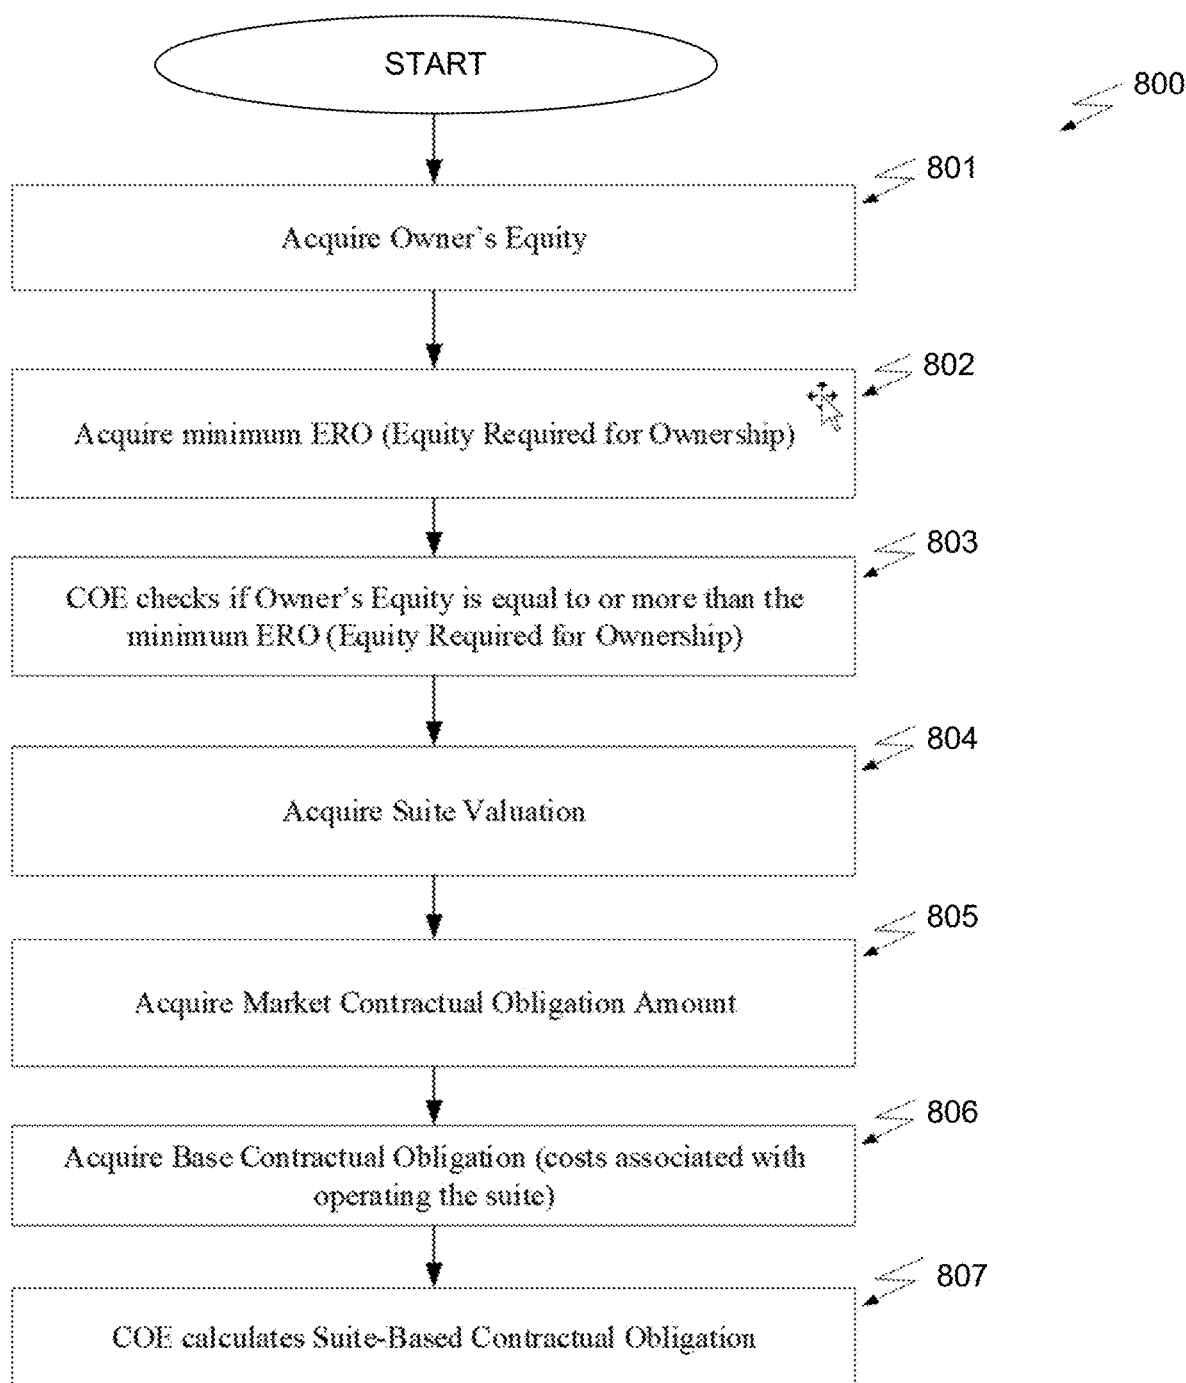 START
800
801
Acquire Owner's Equity
802
Acquire minimum ERO (Equity Required for Ownership)
803
COE checks if Owner's Equity is equal to or more than the
minimum ERO (Equity Required for Ownership)
804
Acquire Suite Valuation
805
Acquire Market Contractual Obligation Amount
806
Acquire Base Contractual Obligation (costs associated with
operating the suite)
807
COE calculates Suite-Based Contractual Obligation